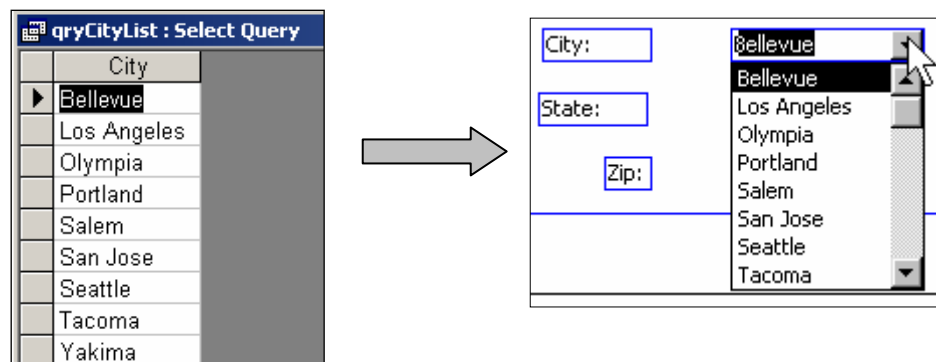 qryCityList : Select Query
City
Bellevue
Los Angeles
Olympia
Portland
Salem
San Jose
Seattle
Tacoma
Yakima
City:
Bellevue
Bellevue
Los Angeles
State:
Olympia
Portland
Zip:
Salem
San Jose
Seattle
Tacoma